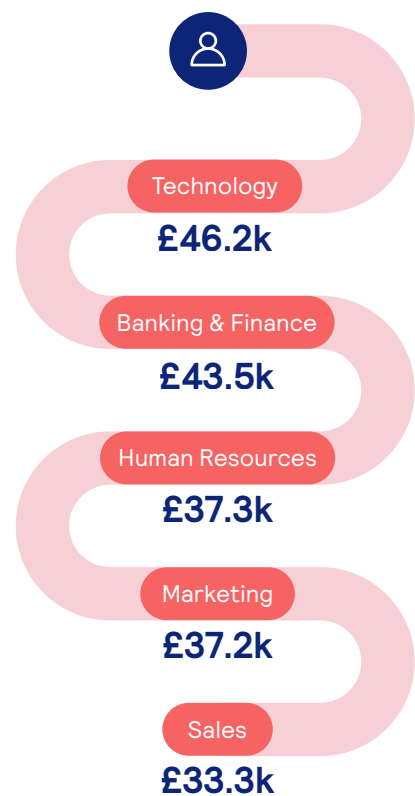 Technology
£46.2k
Banking & Finance
£43.5k
Human Resources
£37.3k
Marketing
£37.2k
Sales
£33.3k